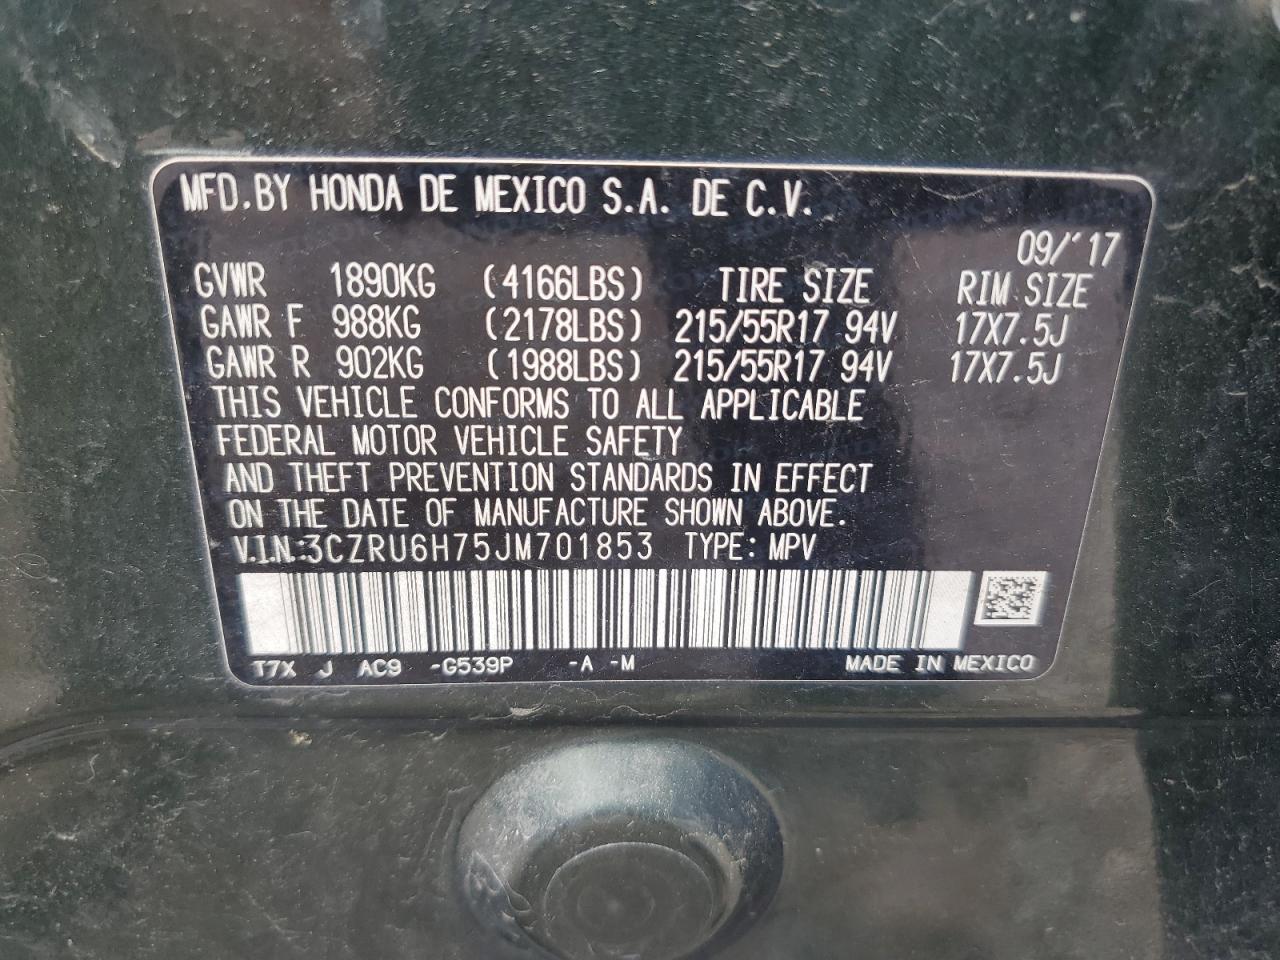 MFD.BY HONDA DE MEXICO S.A. DE C.V.
09/'17
GVWR 1890KG (4166LBS) TIRE SIZE RIM SIZE
GAWR F 988KG (2178LBS) 215/55R17 94V 17X7.5J
GAWR R 902KG (1988LBS) 215/55R17 94V 17X7.5J
THIS VEHICLE CONFORMS TO ALL APPLICABLE
FEDERAL MOTOR VEHICLE SAFETY
AND THEFT PREVENTION STANDARDS IN EFFECT
ON THE DATE OF MANUFACTURE SHOWN ABOVE.
V.I.N.:3CZRU6H75JM701853 TYPE:MPV
T7X J AC9 -G539P -A -M MADE IN MEXICO